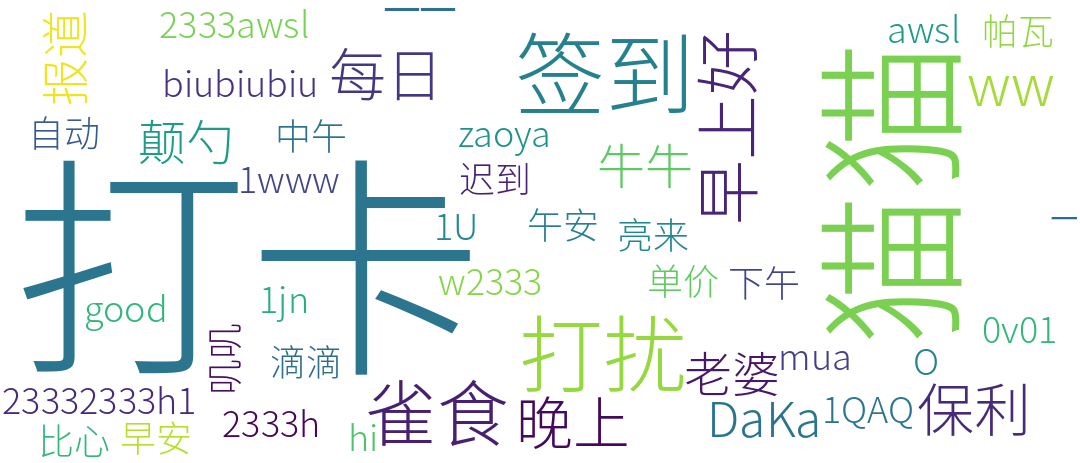 一一
报道
2333awsl
签到
早上好
awsl
帕瓦
biubiubiu
每日
猫猫
ww
自动
颠勺
中午
zaoya
牛牛
打卡
1www
迟到
1U
午安
亮来
一
w2333
单价
下午
good
1jn
0v01
叽叽
滴滴
打扰
老婆
mua
O
23332333h1
2333h
雀食
晚上
DaKa
1QAQ
保利
比心
早安
hi